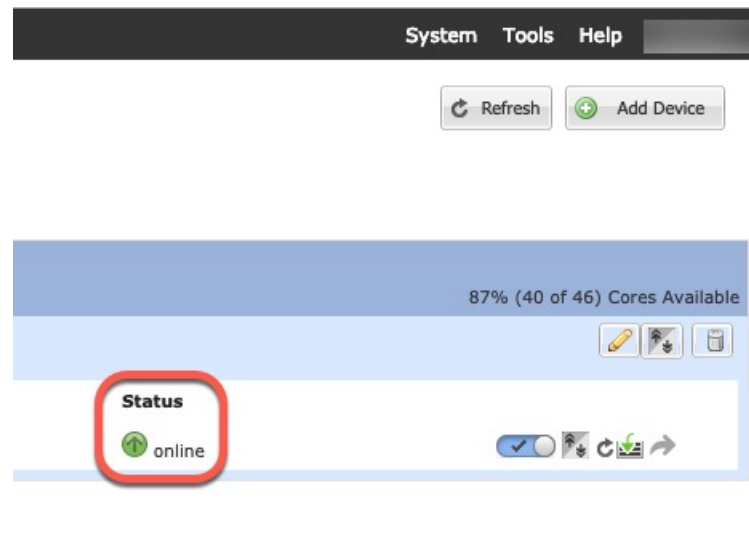 System Tools Help
Refresh Add Device
87% (40 of 46) Cores Available
Status
online